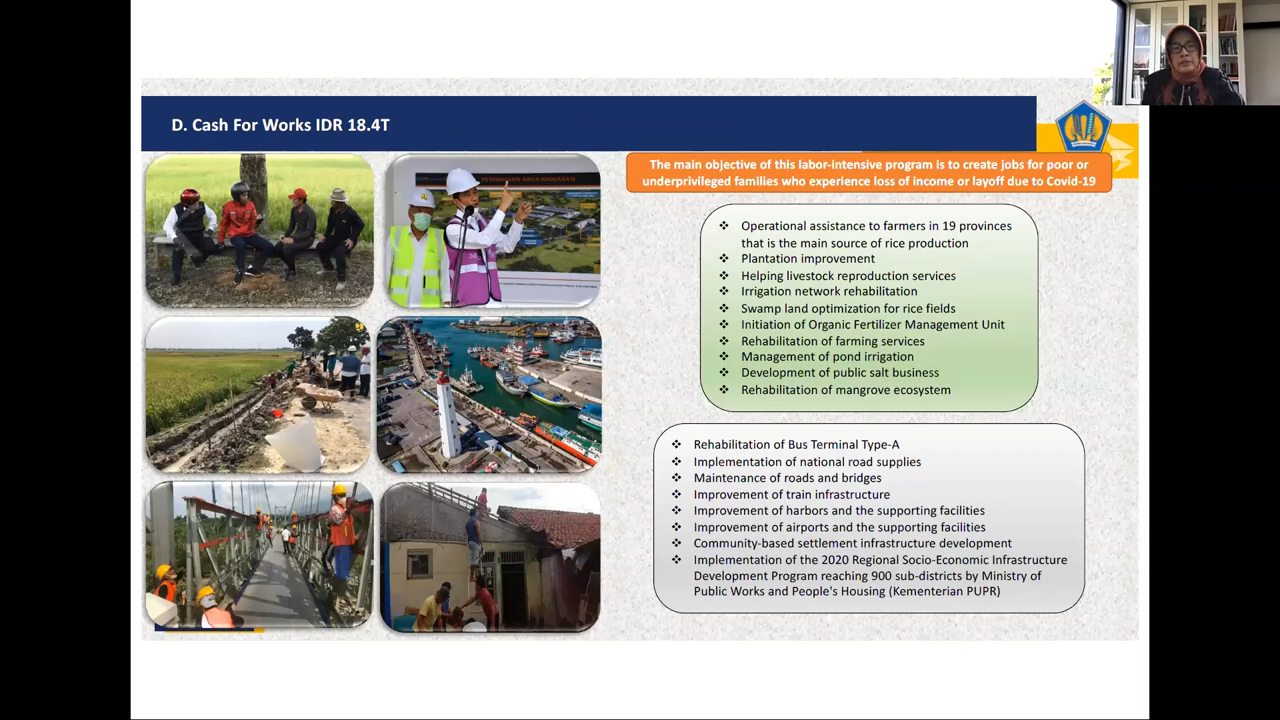 D. Cash For Works IDR 18.4T
The main objective of this labor-intensive program is to create jobs for poor or
underprivileged families who experience loss of income or layoff due to Covid-19
❖ Operational assistance to farmers in 19 provinces
that is the main source of rice production
❖ Plantation improvement
❖ Helping livestock reproduction services
❖ Irrigation network rehabilitation
❖ Swamp land optimization for rice fields
❖ Initiation of Organic Fertilizer Management Unit
❖ Rehabilitation of farming services
❖ Management of pond irrigation
❖ Development of public salt business
❖ Rehabilitation of mangrove ecosystem
❖ Rehabilitation of Bus Terminal Type-A
❖ Implementation of national road supplies
❖ Maintenance of roads and bridges
❖ Improvement of train infrastructure
❖ Improvement of harbors and the supporting facilities
❖ Improvement of airports and the supporting facilities
❖ Community-based settlement infrastructure development
❖ Implementation of the 2020 Regional Socio-Economic Infrastructure
Development Program reaching 900 sub-districts by Ministry of
Public Works and People's Housing (Kementerian PUPR)